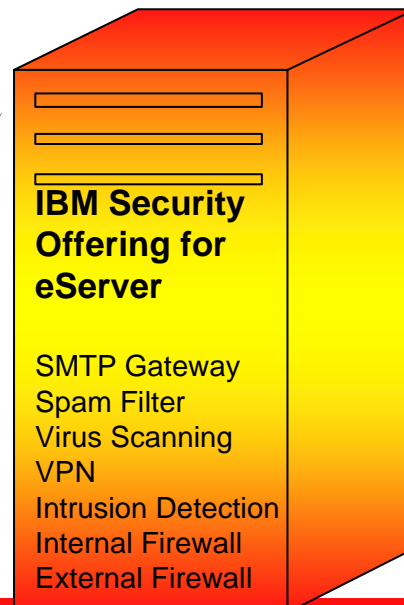 IBM Security
Offering for
eServer
SMTP Gateway
Spam Filter
Virus Scanning
VPN
Intrusion Detection
Internal Firewall
External Firewall